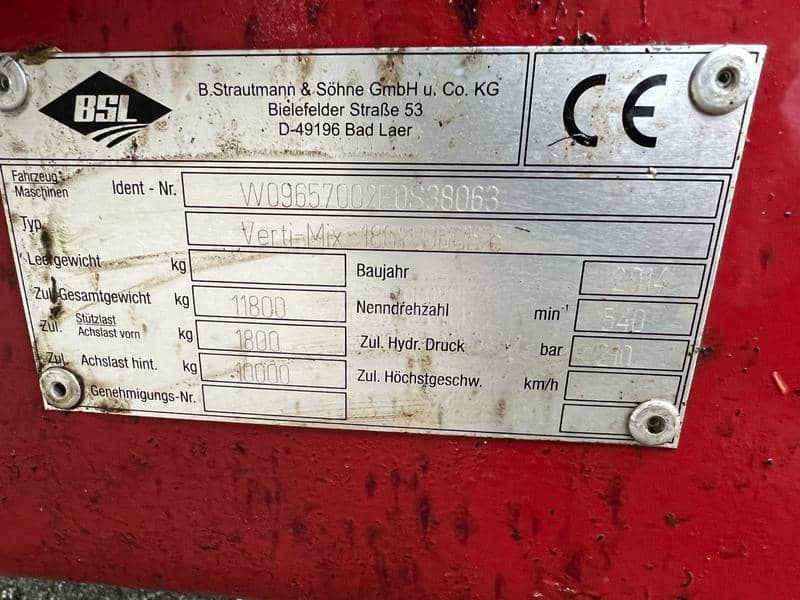 BSL
B.Strautmann & Söhne GmbH u. Co. KG
Bielefelder Straße 53
D-49196 Bad Laer
CE
Fahrzeug
Maschinen
Ident - Nr. W09657002E0S38063
Typ Verti-Mix
Leergewicht kg
Baujahr 2014
Zul. Gesamtgewicht kg 11800
Nenndrehzahl min⁻¹ 540
Zul. Stützlast
Achslast vorn kg 1800
Zul. Hydr. Druck bar
Zul. Achslast hint. kg 10000
Zul. Höchstgeschw. km/h
Genehmigungs-Nr.